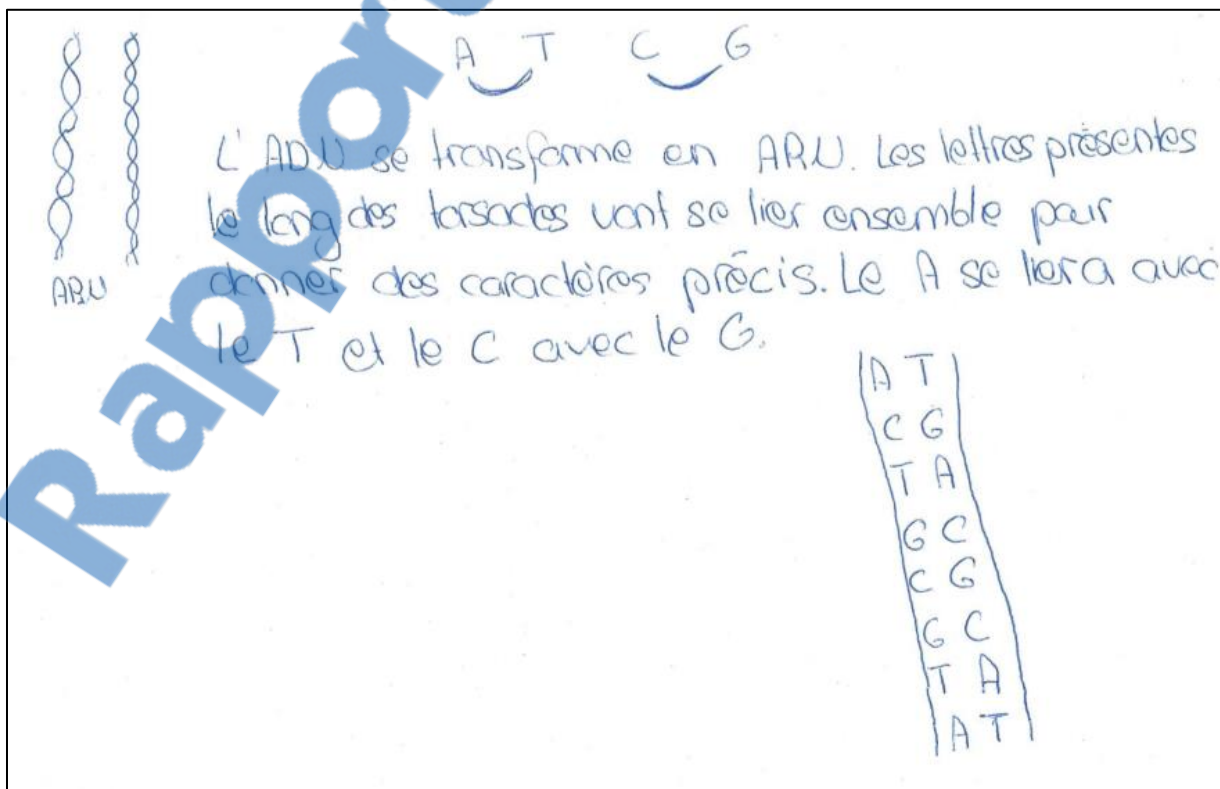 A T C G
L'ADN se transforme en ARN. Les lettres présentes
le long des torsades vont se lier ensemble pour
donner des caractères précis. Le A se liera avec
le T et le C avec le G.
ARN
A T
C G
T A
G C
C G
G C
T A
A T
Rappor